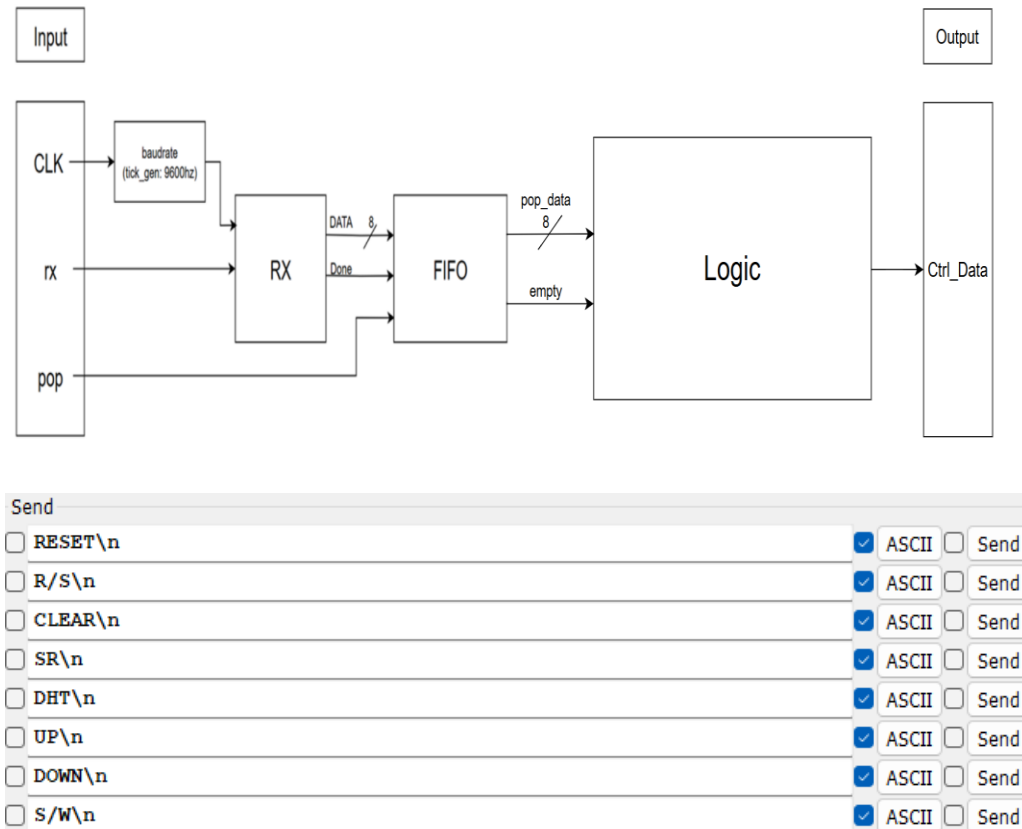 Input
Output
CLK
baudrate
(tick_gen: 9600hz)
rx
pop
RX
DATA 8
Done
FIFO
pop_data
8
empty
Logic
Ctrl_Data
Send
RESET\n ASCII Send
R/S\n ASCII Send
CLEAR\n ASCII Send
SR\n ASCII Send
DHT\n ASCII Send
UP\n ASCII Send
DOWN\n ASCII Send
S/W\n ASCII Send